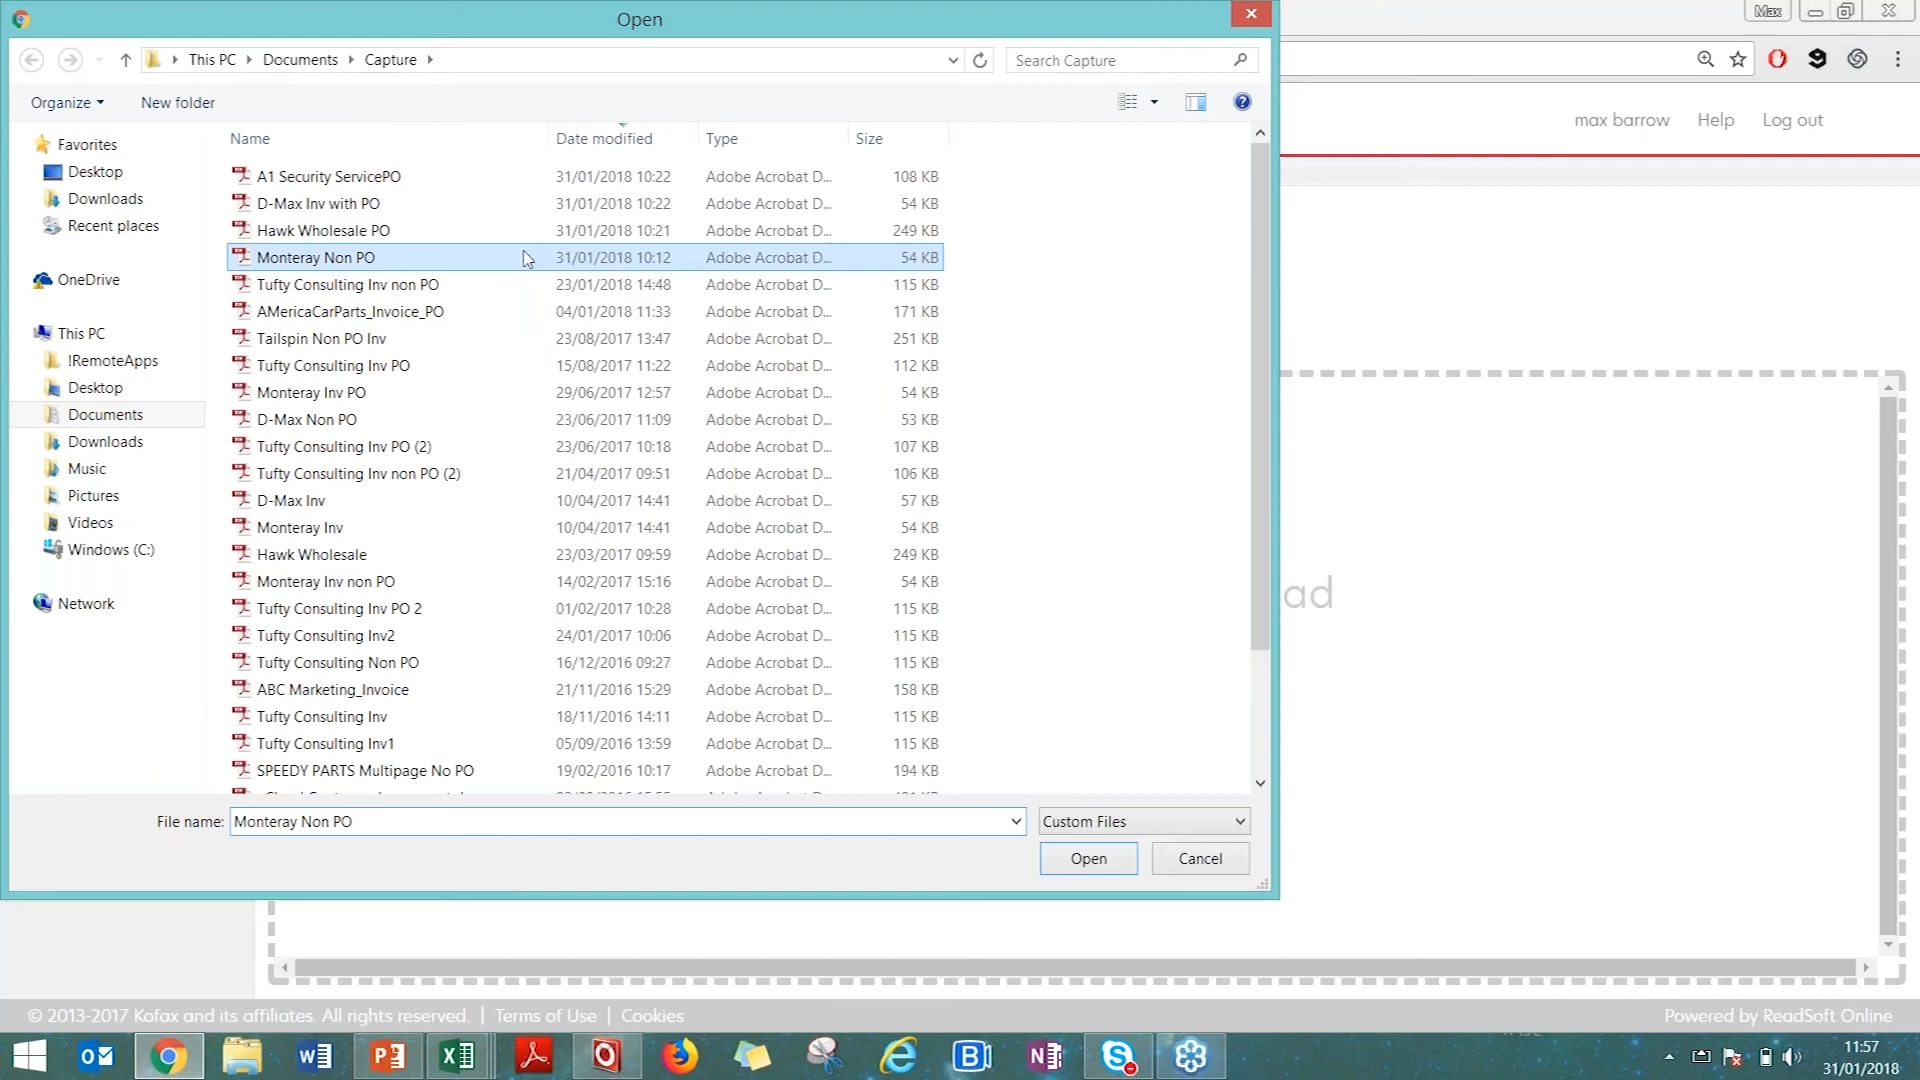 Open
Max
This PC
Documents
Capture
Search Capture
Organize
New folder
max barrow
Help
Log out
Name
Date modified
Type
Size
Favorites
Desktop
Downloads
Recent places
OneDrive
This PC
!RemoteApps
Desktop
Documents
Downloads
Music
Pictures
Videos
Windows (C:)
Network
A1 Security ServicePO 31/01/2018 10:22 Adobe Acrobat D... 108 KB
D-Max Inv with PO 31/01/2018 10:22 Adobe Acrobat D... 54 KB
Hawk Wholesale PO 31/01/2018 10:21 Adobe Acrobat D... 249 KB
Monteray Non PO 31/01/2018 10:12 Adobe Acrobat D... 54 KB
Tufty Consulting Inv non PO 23/01/2018 14:48 Adobe Acrobat D... 115 KB
AMericaCarParts_Invoice_PO 04/01/2018 11:33 Adobe Acrobat D... 171 KB
Tailspin Non PO Inv 23/08/2017 13:47 Adobe Acrobat D... 251 KB
Tufty Consulting Inv PO 15/08/2017 11:22 Adobe Acrobat D... 112 KB
Monteray Inv PO 29/06/2017 12:57 Adobe Acrobat D... 54 KB
D-Max Non PO 23/06/2017 11:09 Adobe Acrobat D... 53 KB
Tufty Consulting Inv PO (2) 23/06/2017 10:18 Adobe Acrobat D... 107 KB
Tufty Consulting Inv non PO (2) 21/04/2017 09:51 Adobe Acrobat D... 106 KB
D-Max Inv 10/04/2017 14:41 Adobe Acrobat D... 57 KB
Monteray Inv 10/04/2017 14:41 Adobe Acrobat D... 54 KB
Hawk Wholesale 23/03/2017 09:59 Adobe Acrobat D... 249 KB
Monteray Inv non PO 14/02/2017 15:16 Adobe Acrobat D... 54 KB
Tufty Consulting Inv PO 2 01/02/2017 10:28 Adobe Acrobat D... 115 KB
Tufty Consulting Inv2 24/01/2017 10:06 Adobe Acrobat D... 115 KB
Tufty Consulting Non PO 16/12/2016 09:27 Adobe Acrobat D... 115 KB
ABC Marketing_Invoice 21/11/2016 15:29 Adobe Acrobat D... 158 KB
Tufty Consulting Inv 18/11/2016 14:11 Adobe Acrobat D... 115 KB
Tufty Consulting Inv1 05/09/2016 13:59 Adobe Acrobat D... 115 KB
SPEEDY PARTS Multipage No PO 19/02/2016 10:17 Adobe Acrobat D... 194 KB
ad
File name: Monteray Non PO
Custom Files
Open
Cancel
© 2013-2017 Kofax and its affiliates. All rights reserved. | Terms of Use | Cookies
Powered by ReadSoft Online
11:57
31/01/2018